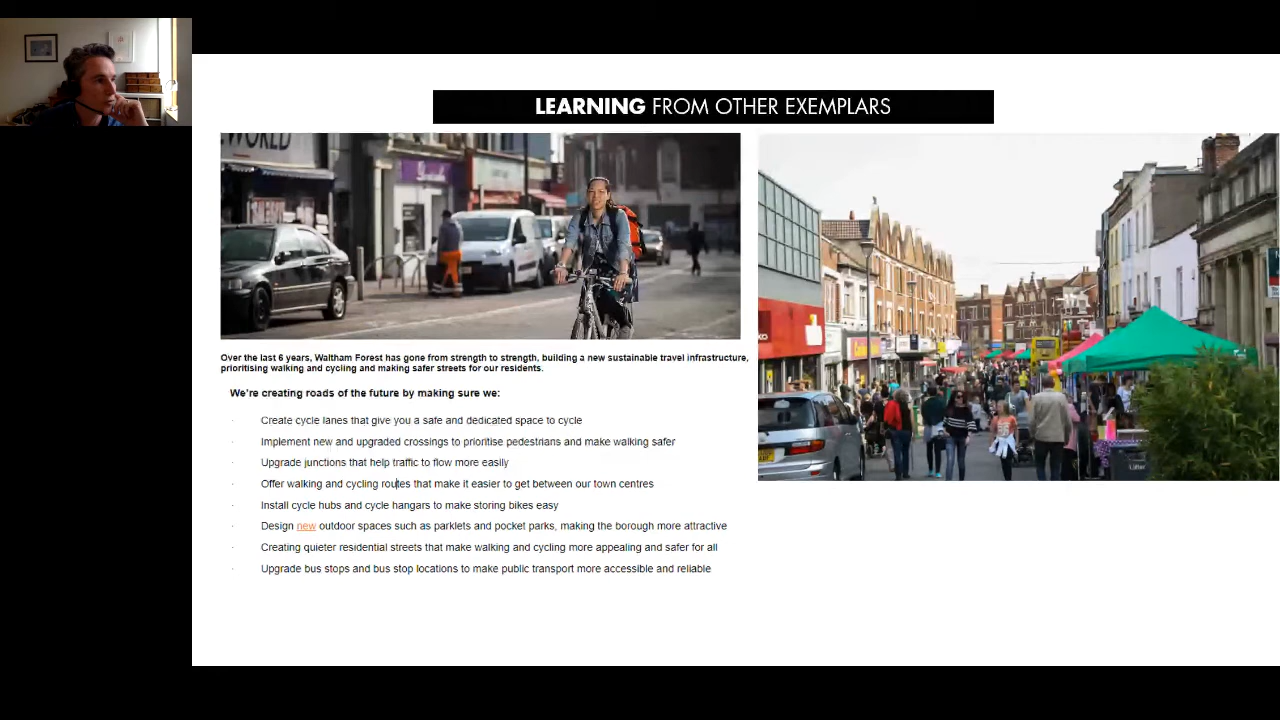 LEARNING FROM OTHER EXEMPLARS
WORLD
Over the last 6 years, Waltham Forest has gone from strength to strength, building a new sustainable travel infrastructure,
prioritising walking and cycling and making safer streets for our residents.
We're creating roads of the future by making sure we:
· Create cycle lanes that give you a safe and dedicated space to cycle
· Implement new and upgraded crossings to prioritise pedestrians and make walking safer
· Upgrade junctions that help traffic to flow more easily
· Offer walking and cycling routes that make it easier to get between our town centres
· Install cycle hubs and cycle hangars to make storing bikes easy
· Design new outdoor spaces such as parklets and pocket parks, making the borough more attractive
· Creating quieter residential streets that make walking and cycling more appealing and safer for all
· Upgrade bus stops and bus stop locations to make public transport more accessible and reliable
Litter